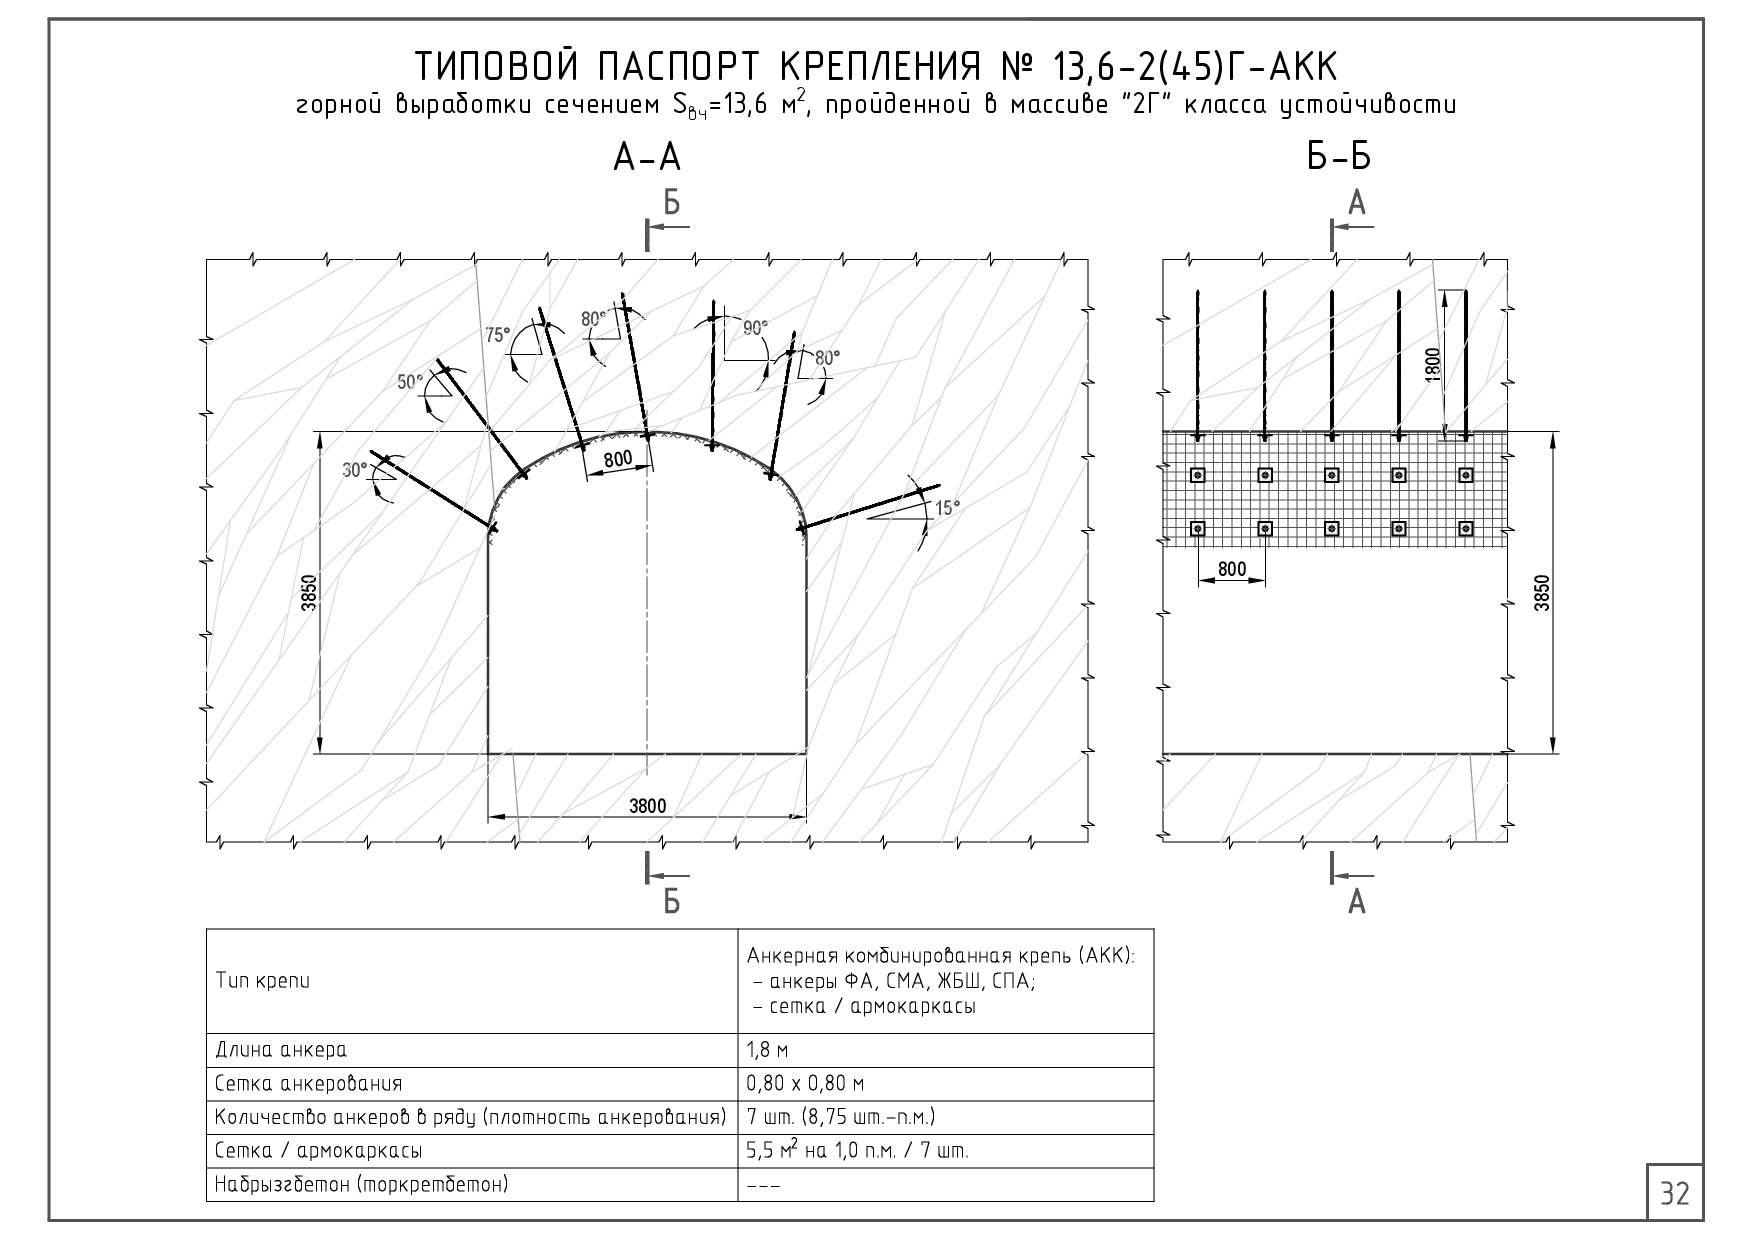 ТИПОВОЙ ПАСПОРТ КРЕПЛЕНИЯ № 13,6-2(45)Г-АКК
горной выработки сечением Sвч=13,6 м², пройденной в массиве "2Г" класса устойчивости
А-А
Б-Б
Б
А
75°
80°
90°
80°
50°
30°
15°
800
3850
3800
1800
800
3850
Б
А
Тип крепи
Анкерная комбинированная крепь (АКК):
- анкеры ФА, СМА, ЖБШ, СПА;
- сетка / армокаркасы
Длина анкера
1,8 м
Сетка анкерования
0,80 х 0,80 м
Количество анкеров в ряду (плотность анкерования)
7 шт. (8,75 шт.-п.м.)
Сетка / армокаркасы
5,5 м² на 1,0 п.м. / 7 шт.
Набрызгбетон (торкретбетон)
---
32